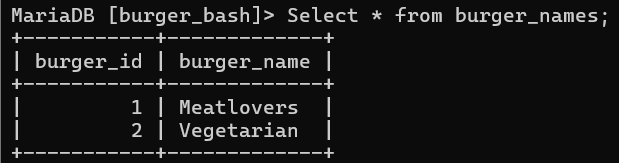 MariaDB [burger_bash]> Select * from burger_names;
+-----------+-------------+
| burger_id | burger_name |
+-----------+-------------+
|         1 | Meatlovers  |
|         2 | Vegetarian  |
+-----------+-------------+